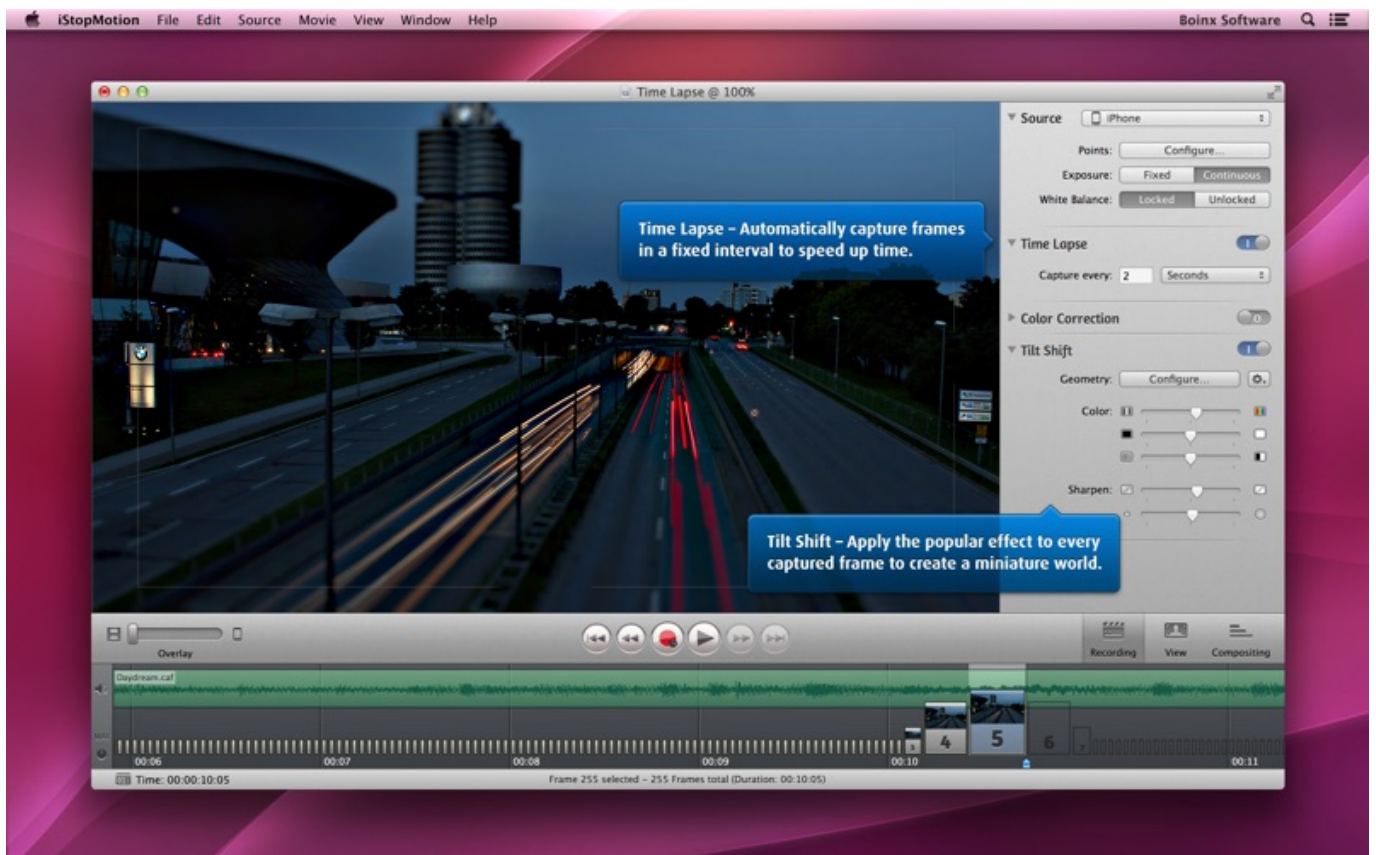 iStopMotion File Edit Source Movie View Window Help Boinx Software
Time Lapse @ 100%
Source iPhone
Points: Configure...
Exposure: Fixed Continuous
White Balance: Locked Unlocked
Time Lapse – Automatically capture frames
in a fixed interval to speed up time.
Time Lapse
Capture every: 2 Seconds
Color Correction
Tilt Shift
Geometry: Configure...
Color:
Sharpen:
Tilt Shift – Apply the popular effect to every
captured frame to create a miniature world.
Overlay
Recording View Compositing
Daydream.caf
3 4 5 6 7
00:06 00:07 00:08 00:09 00:10 00:11
Time: 00:00:10:05 Frame 255 selected – 255 Frames total (Duration: 00:10:05)